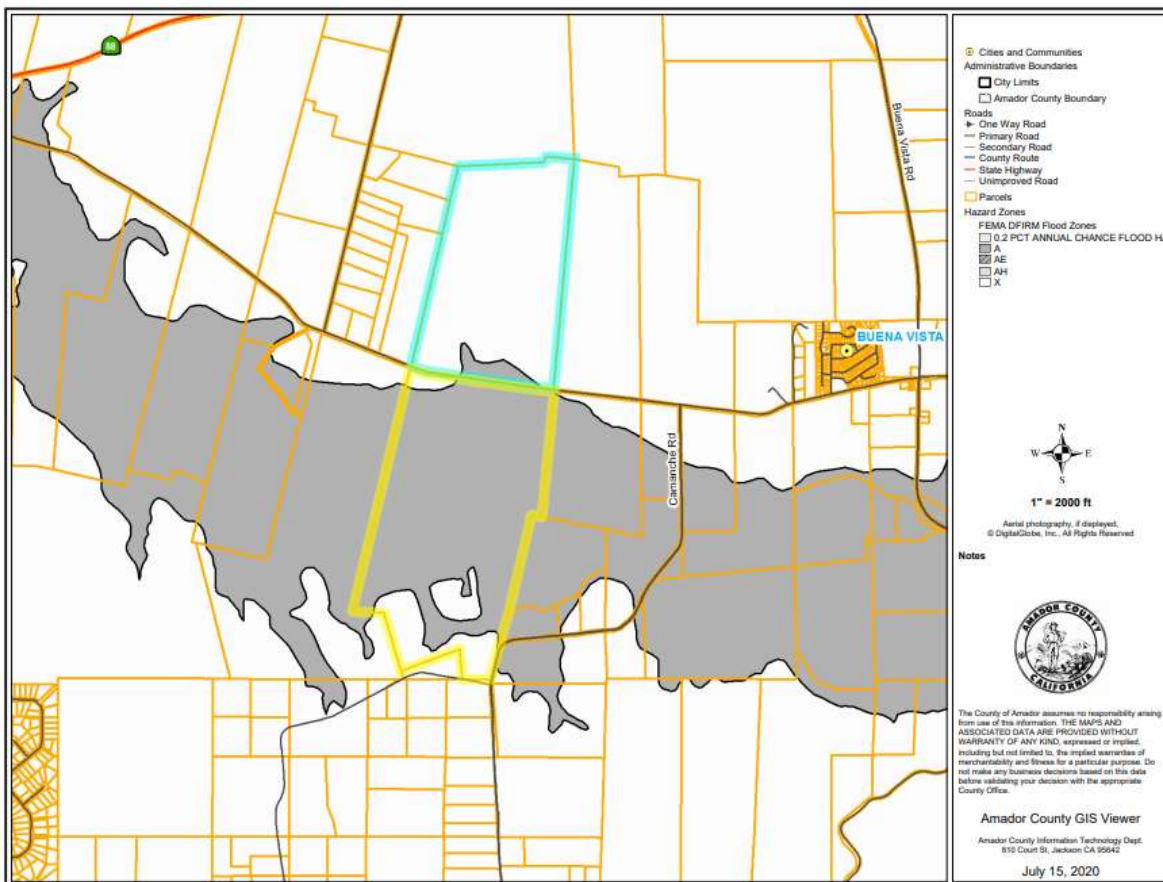 88
Buena Vista Rd
BUENA VISTA
Camanche Rd
Cities and Communities
Administrative Boundaries
City Limits
Amador County Boundary
Roads
One Way Road
Primary Road
Secondary Road
County Route
State Highway
Unimproved Road
Parcels
Hazard Zones
FEMA DFIRM Flood Zones
0.2 PCT ANNUAL CHANCE FLOOD H
A
AE
AH
X
N
W E
S
1" = 2000 ft
Aerial photography, if displayed,
© DigitalGlobe, Inc., All Rights Reserved
Notes
AMADOR COUNTY
CALIFORNIA
The County of Amador assumes no responsibility arising
from use of this information. THE MAPS AND
ASSOCIATED DATA ARE PROVIDED WITHOUT
WARRANTY OF ANY KIND, expressed or implied,
including but not limited to, the implied warranties of
merchantability and fitness for a particular purpose. Do
not make any business decisions based on this data
before validating your decision with the appropriate
County Office.
Amador County GIS Viewer
Amador County Information Technology Dept.
810 Court St, Jackson CA 95642
July 15, 2020